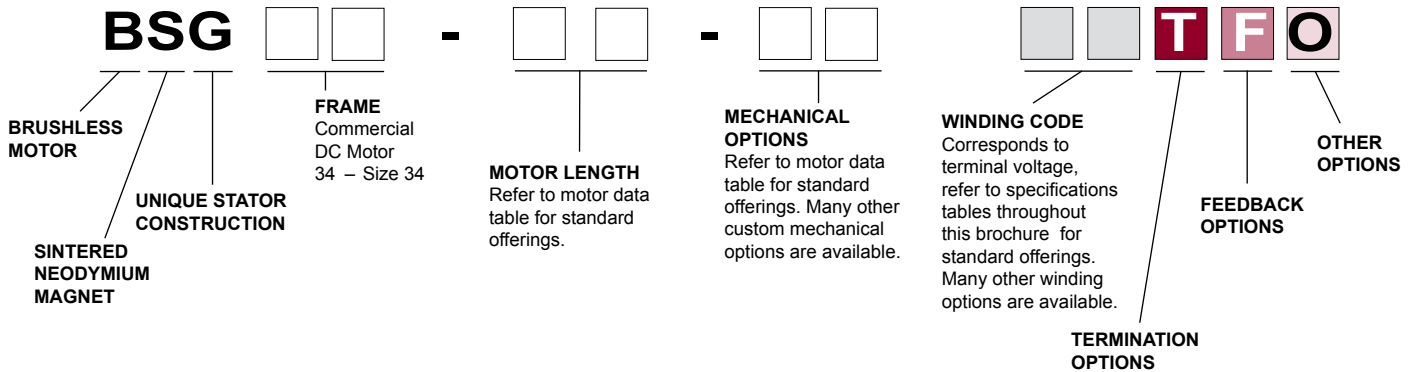 BSG - - T F O
BRUSHLESS
MOTOR
SINTERED
NEODYMIUM
MAGNET
UNIQUE STATOR
CONSTRUCTION
FRAME
Commercial
DC Motor
34 – Size 34
MOTOR LENGTH
Refer to motor data
table for standard
offerings.
MECHANICAL
OPTIONS
Refer to motor data
table for standard
offerings. Many other
custom mechanical
options are available.
WINDING CODE
Corresponds to
terminal voltage,
refer to specifications
tables throughout
this brochure for
standard offerings.
Many other winding
options are available.
TERMINATION
OPTIONS
FEEDBACK
OPTIONS
OTHER
OPTIONS